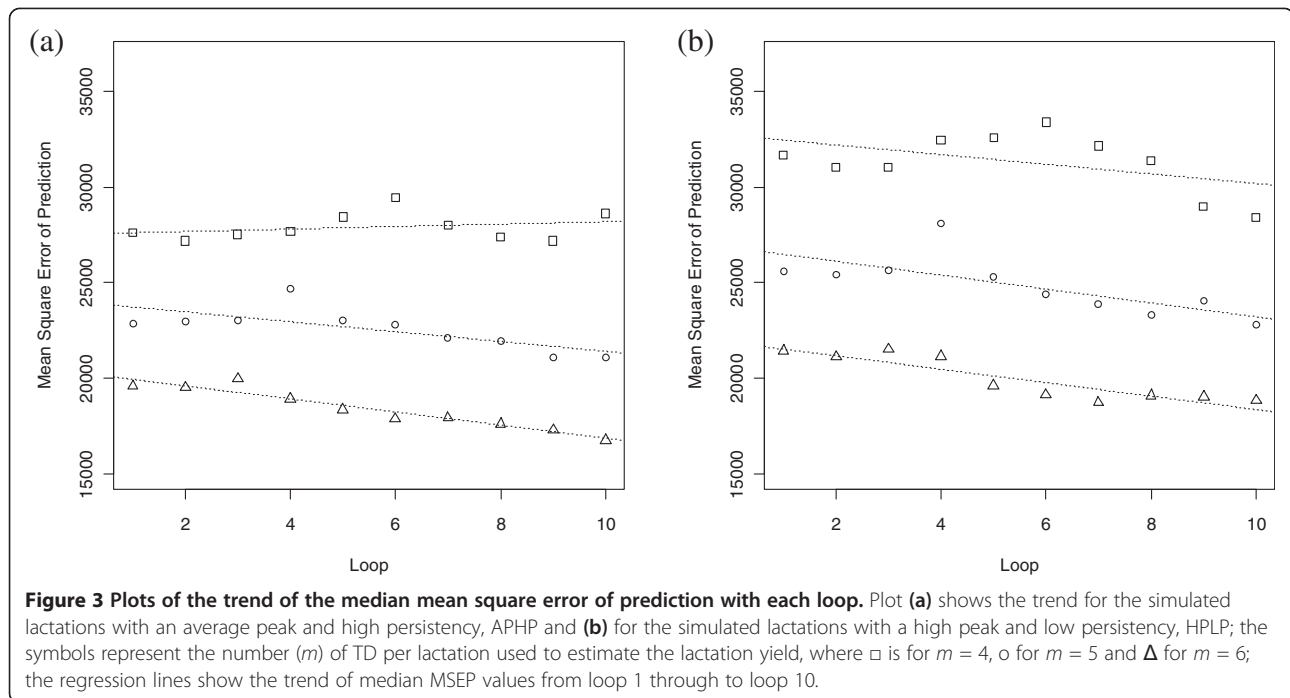 (a)
35000
30000
25000
20000
15000
Mean Square Error of Prediction
2 4 6 8 10
Loop
(b)
35000
30000
25000
20000
15000
Mean Square Error of Prediction
2 4 6 8 10
Loop
Figure 3 Plots of the trend of the median mean square error of prediction with each loop. Plot (a) shows the trend for the simulated
lactations with an average peak and high persistency, APHP and (b) for the simulated lactations with a high peak and low persistency, HPLP; the
symbols represent the number (m) of TD per lactation used to estimate the lactation yield, where □ is for m = 4, o for m = 5 and Δ for m = 6;
the regression lines show the trend of median MSEP values from loop 1 through to loop 10.